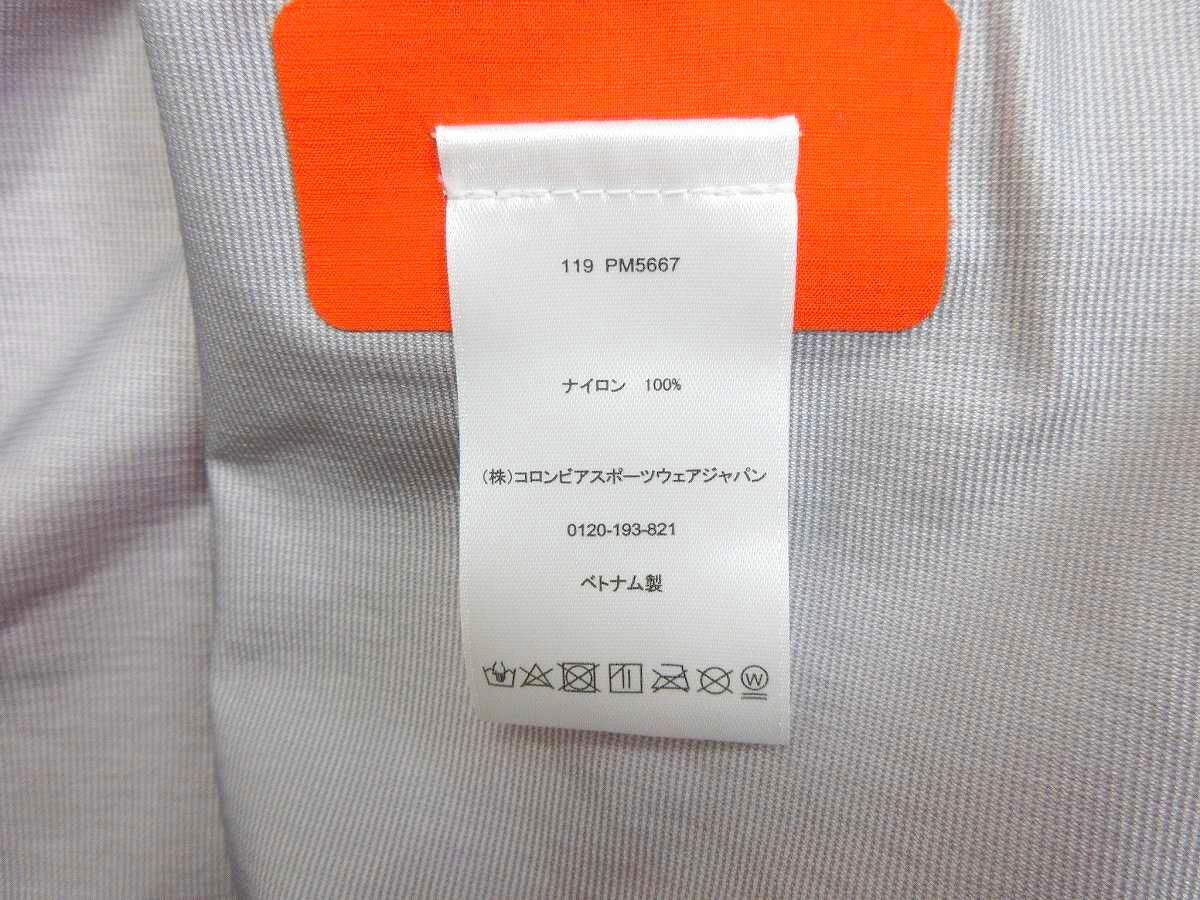 119 PM5667
ナイロン 100%
(株)コロンビアスポーツウェアジャパン
0120-193-821
ベトナム製
W